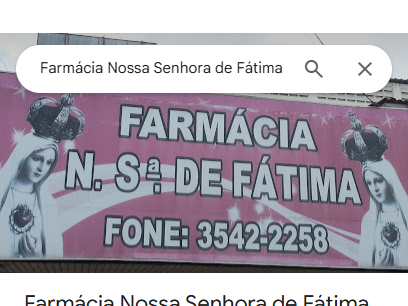 Farmácia Nossa Senhora de Fátima
FARMÁCIA
N. Sª. DE FÁTIMA
FONE: 3542-2258
Farmácia Nossa Senhora de Fátima